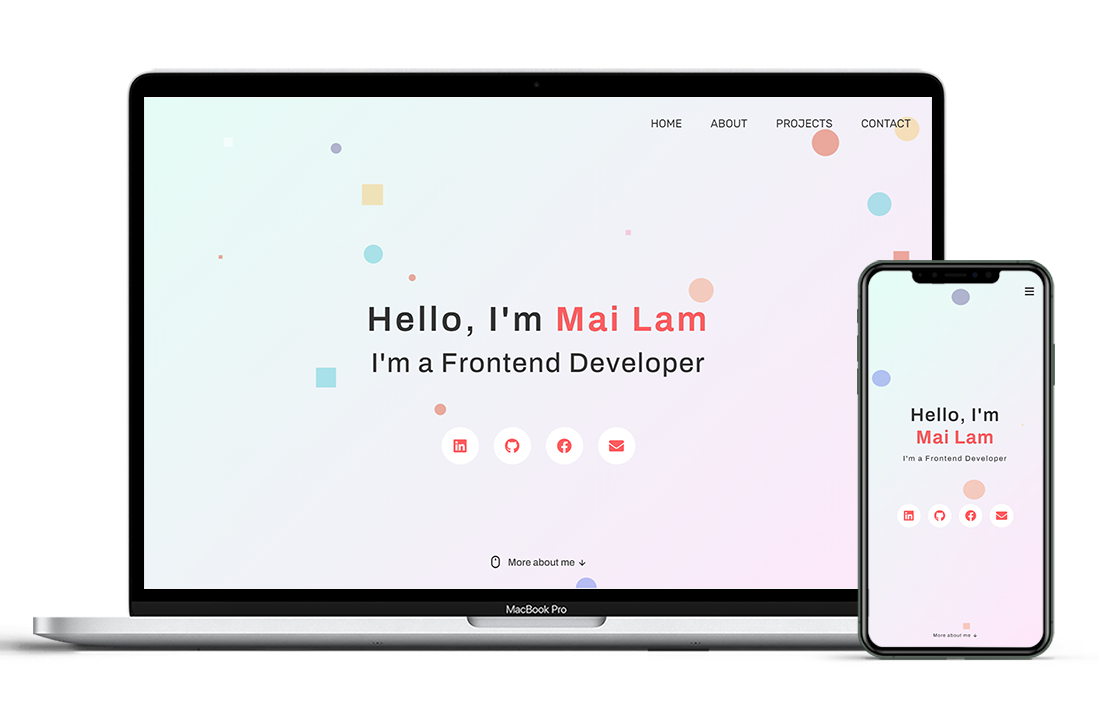 HOME ABOUT PROJECTS CONTACT
Hello, I'm Mai Lam
I'm a Frontend Developer
More about me
MacBook Pro
Hello, I'm
Mai Lam
I'm a Frontend Developer
More about me